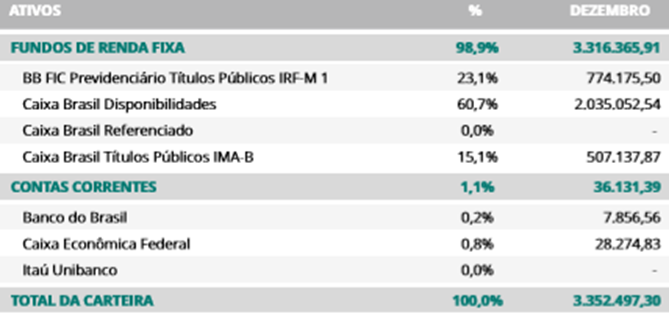 ATIVOS % DEZEMBRO
FUNDOS DE RENDA FIXA 98,9% 3.316.365,91
BB FIC Previdenciário Títulos Públicos IRF-M 1 23,1% 774.175,50
Caixa Brasil Disponibilidades 60,7% 2.035.052,54
Caixa Brasil Referenciado 0,0% -
Caixa Brasil Títulos Públicos IMA-B 15,1% 507.137,87
CONTAS CORRENTES 1,1% 36.131,39
Banco do Brasil 0,2% 7.856,56
Caixa Econômica Federal 0,8% 28.274,83
Itaú Unibanco 0,0% -
TOTAL DA CARTEIRA 100,0% 3.352.497,30